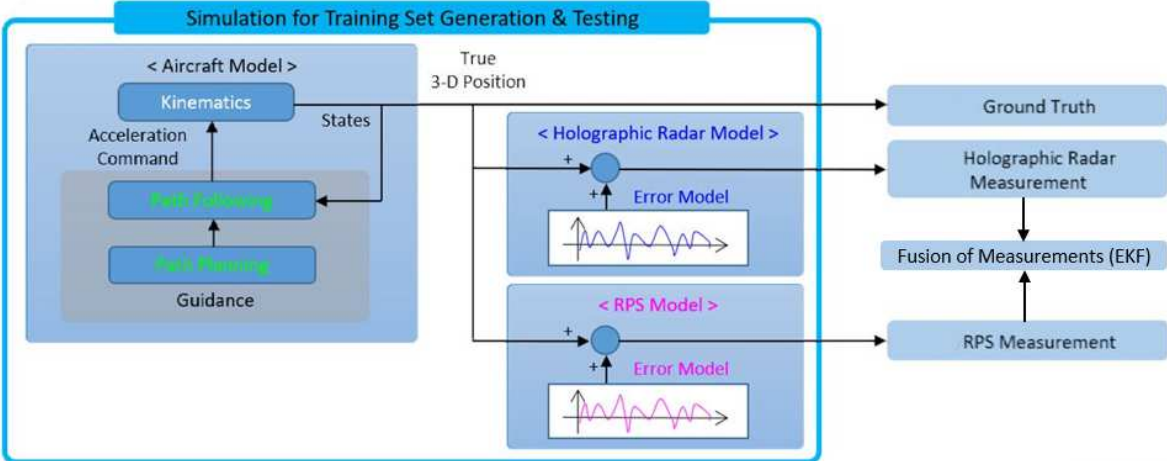 Simulation for Training Set Generation & Testing
< Aircraft Model >
Kinematics
Acceleration
Command
States
Path Following
Path Planning
Guidance
True
3-D Position
< Holographic Radar Model >
+
+
Error Model
< RPS Model >
+
+
Error Model
Ground Truth
Holographic Radar
Measurement
Fusion of Measurements (EKF)
RPS Measurement